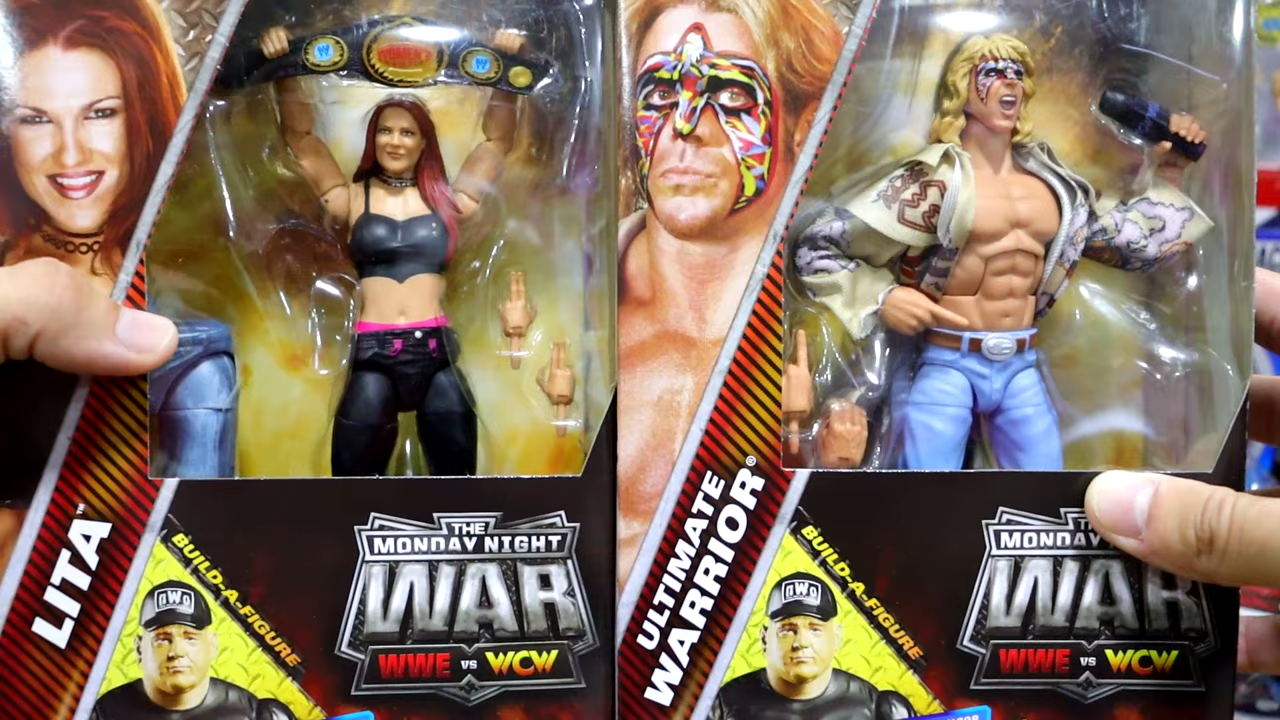 LITA™
BUILD-A-FIGURE
nWo
THE
MONDAY NIGHT
WAR
WWE VS WCW
ULTIMATE
WARRIOR®
BUILD-A-FIGURE
nWo
MONDAY
WAR
WWE VS WCW